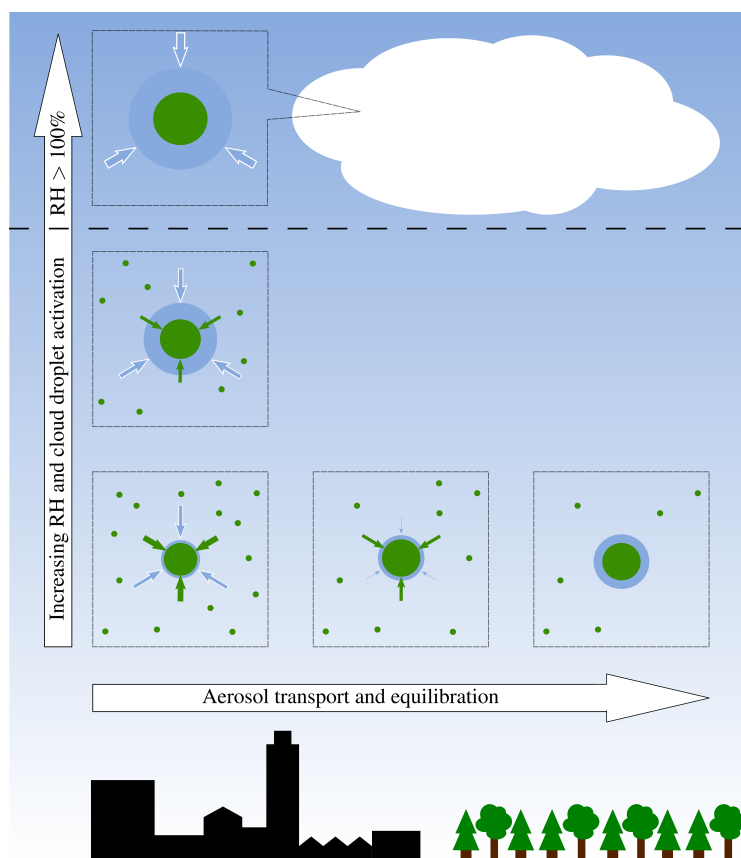 Increasing RH and cloud droplet activation | RH > 100%
Aerosol transport and equilibration